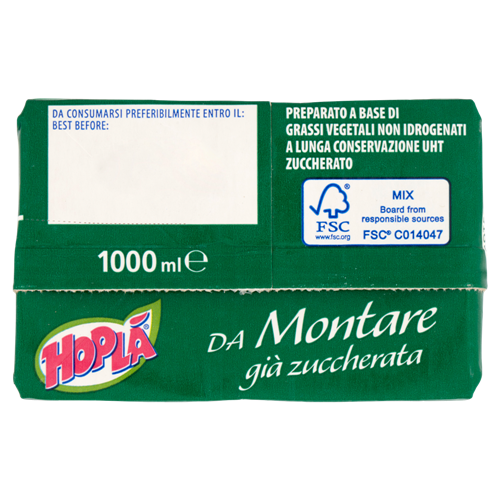 DA CONSUMARSI PREFERIBILMENTE ENTRO IL:
BEST BEFORE:
1000 ml ℮
PREPARATO A BASE DI
GRASSI VEGETALI NON IDROGENATI
A LUNGA CONSERVAZIONE UHT
ZUCCHERATO
FSC
www.fsc.org
MIX
Board from
responsible sources
FSC® C014047
HOPLÀ®
DA Montare
già zuccherata